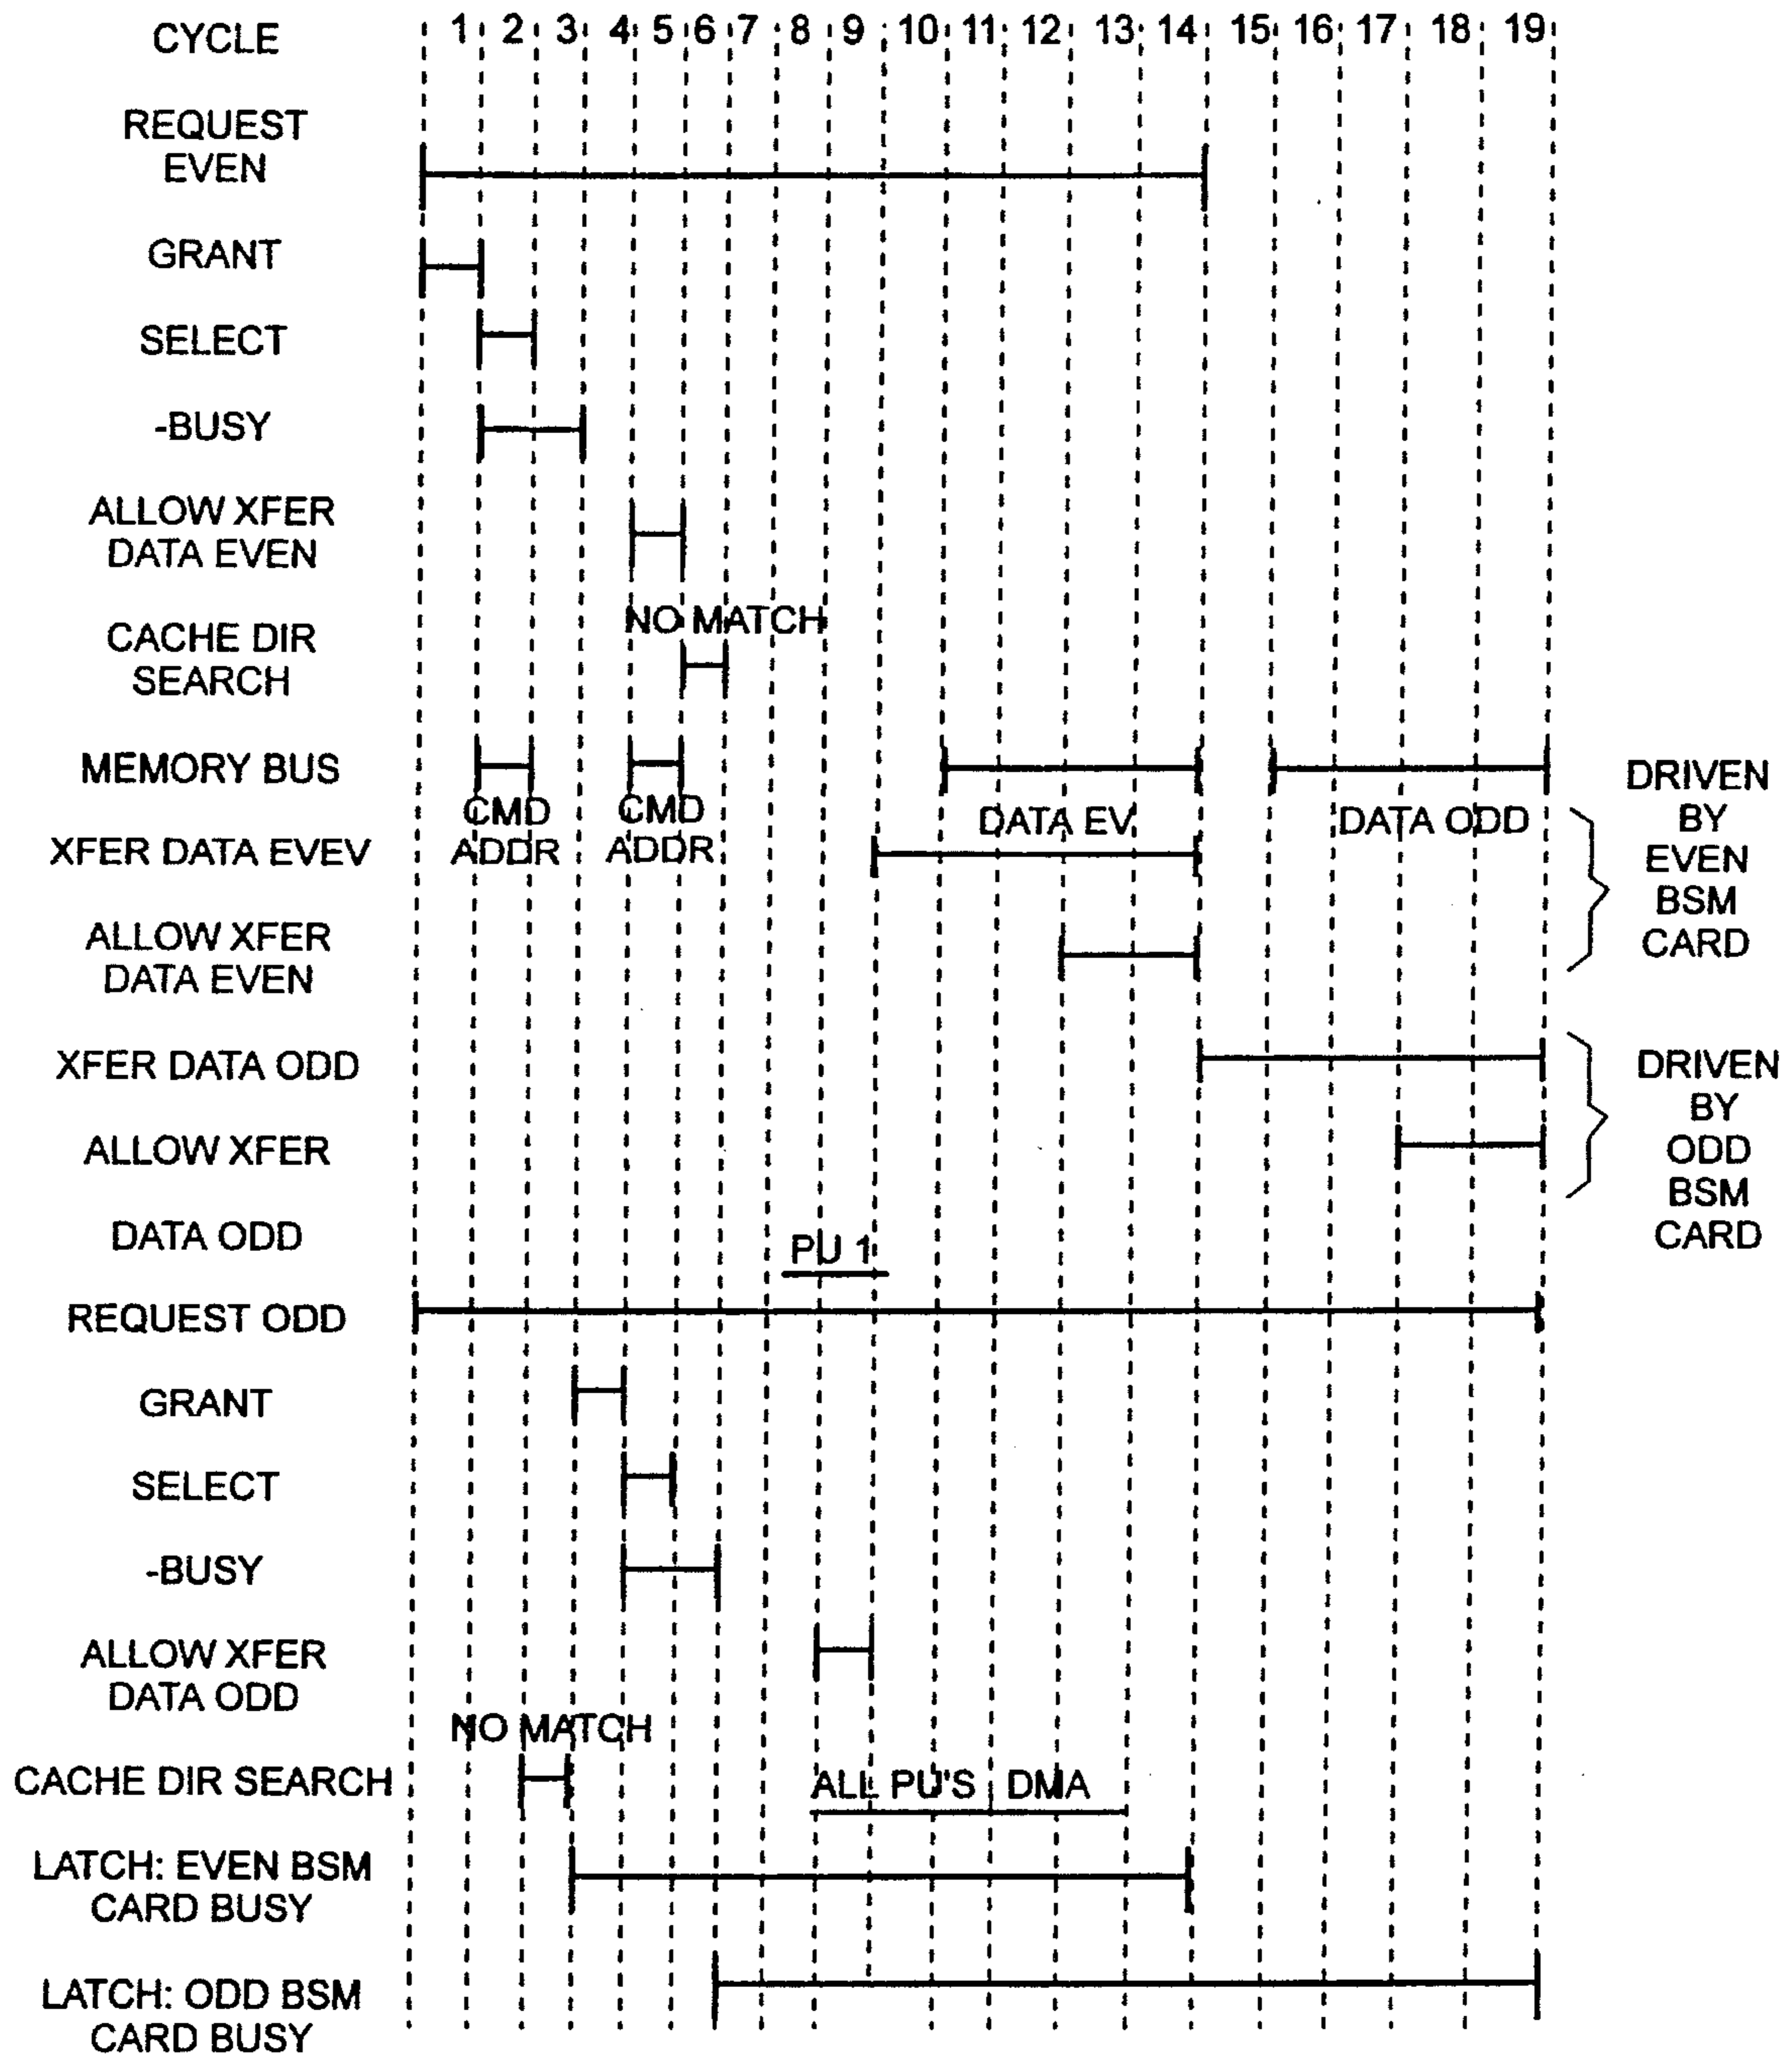 CYCLE 1 2 3 4 5 6 7 8 9 10 11 12 13 14 15 16 17 18 19
REQUEST
EVEN
GRANT
SELECT
-BUSY
ALLOW XFER
DATA EVEN
NO MATCH
CACHE DIR
SEARCH
MEMORY BUS
CMD
ADDR
CMD
ADDR
DATA EV
DATA ODD
XFER DATA EVEV
ALLOW XFER
DATA EVEN
DRIVEN
BY
EVEN
BSM
CARD
XFER DATA ODD
ALLOW XFER
DATA ODD
DRIVEN
BY
ODD
BSM
CARD
PU 1
REQUEST ODD
GRANT
SELECT
-BUSY
ALLOW XFER
DATA ODD
NO MATCH
CACHE DIR SEARCH
ALL PU'S DMA
LATCH: EVEN BSM
CARD BUSY
LATCH: ODD BSM
CARD BUSY